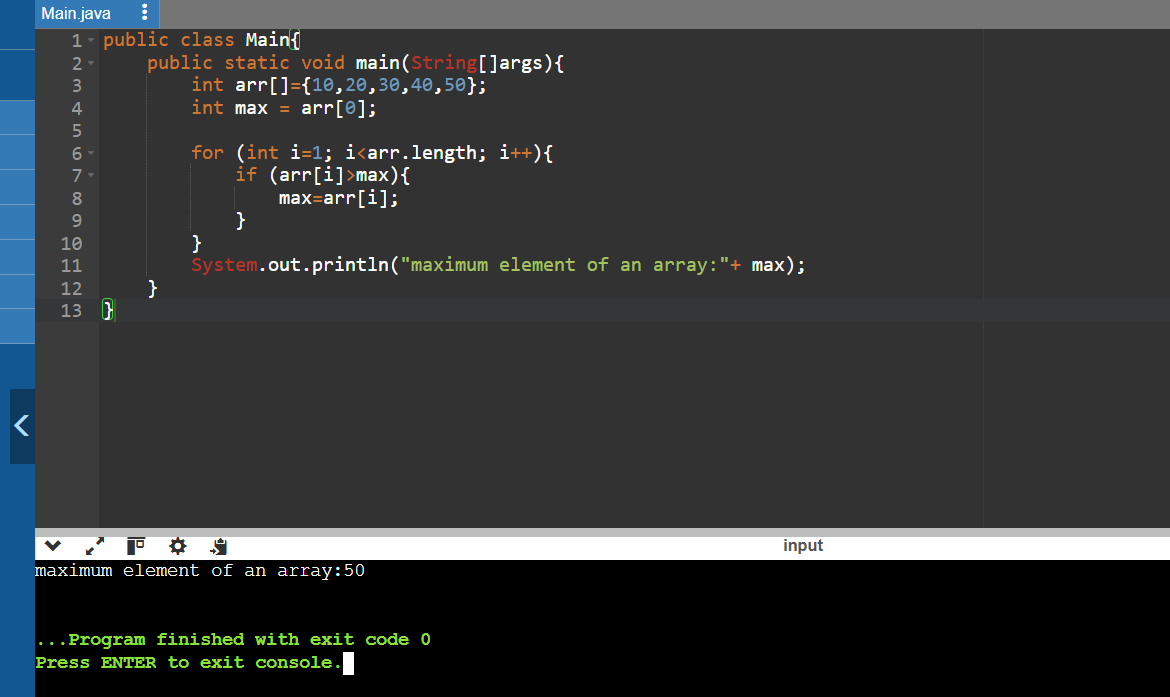 Main.java
1 public class Main{
2     public static void main(String[]args){
3         int arr[]={10,20,30,40,50};
4         int max = arr[0];
5
6         for (int i=1; i<arr.length; i++){
7             if (arr[i]>max){
8                 max=arr[i];
9             }
10         }
11         System.out.println("maximum element of an array:"+ max);
12     }
13 }
input
maximum element of an array:50
...Program finished with exit code 0
Press ENTER to exit console.